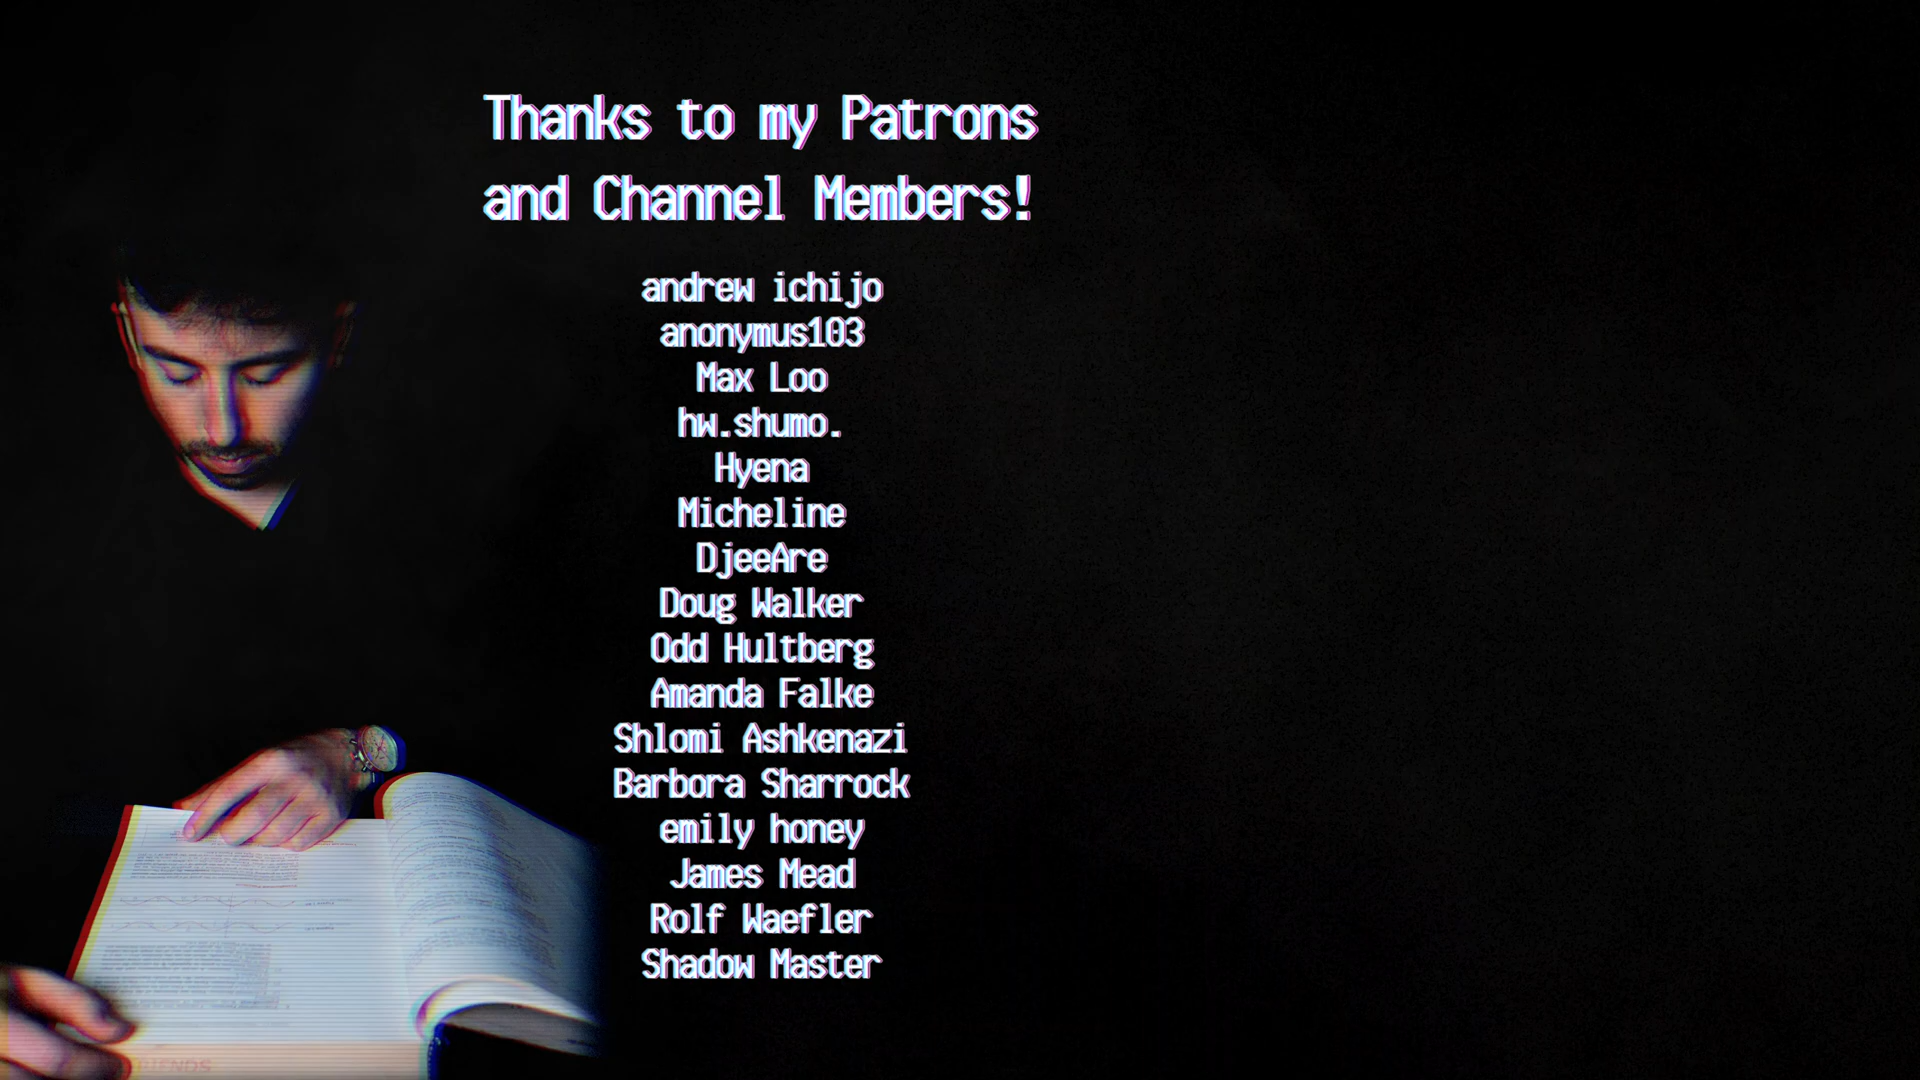 Thanks to my Patrons
and Channel Members!
andrew ichijo
anonymus103
Max Loo
hw.shumo.
Hyena
Micheline
DjeeAre
Doug Walker
Odd Hultberg
Amanda Falke
Shlomi Ashkenazi
Barbora Sharrock
emily honey
James Mead
Rolf Waefler
Shadow Master